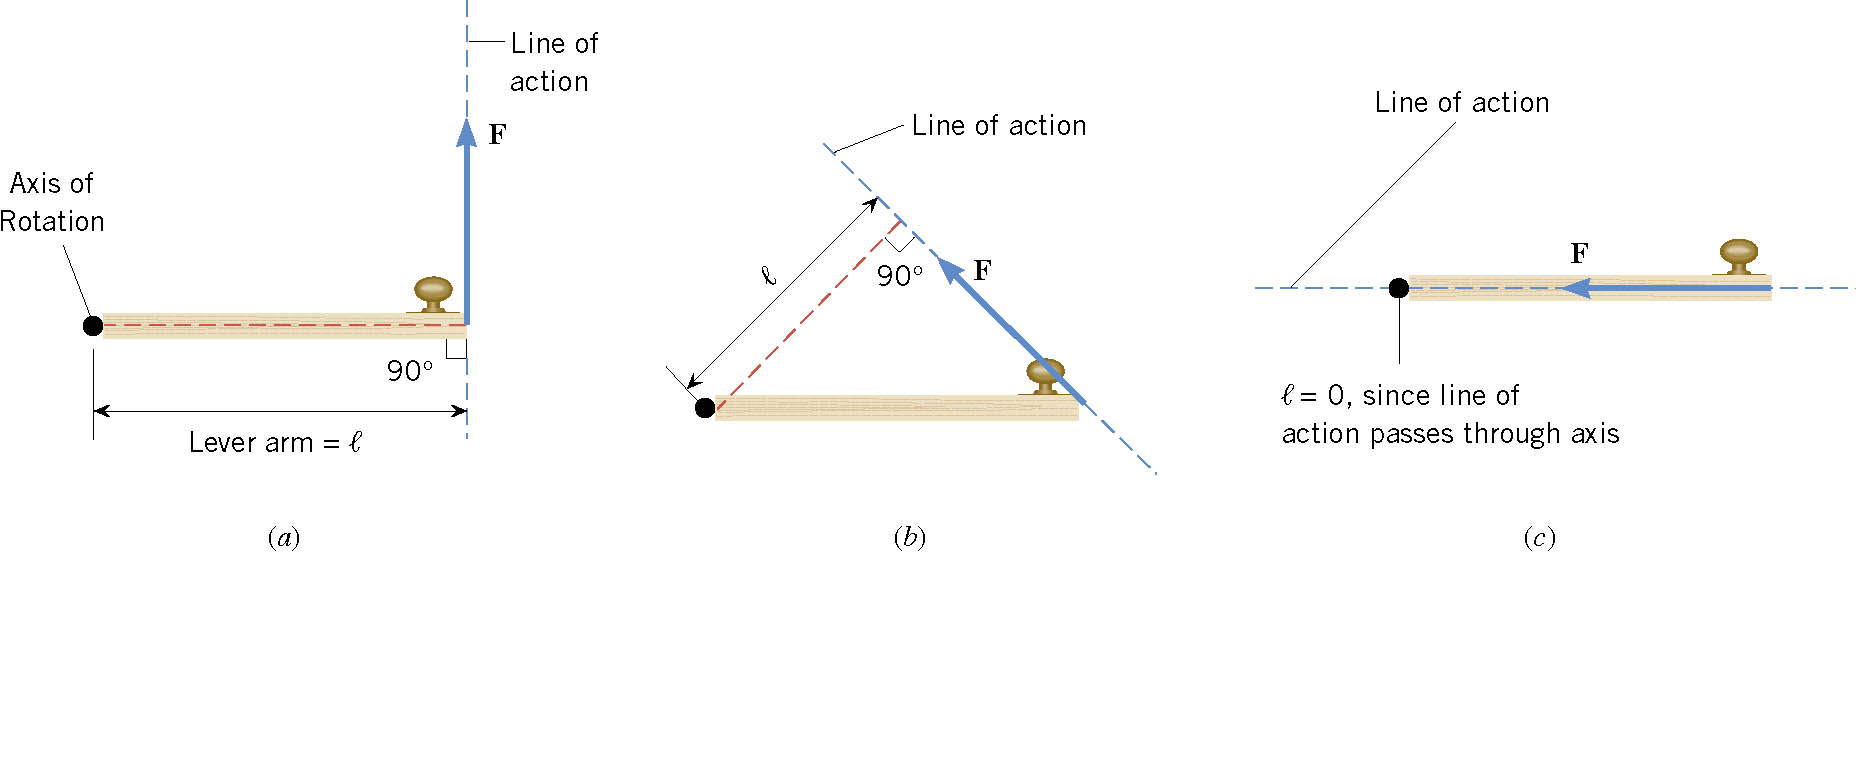 Line of
action
F
Axis of
Rotation
90°
Lever arm = ℓ
(a)
Line of action
ℓ
90°
F
(b)
Line of action
F
ℓ = 0, since line of
action passes through axis
(c)